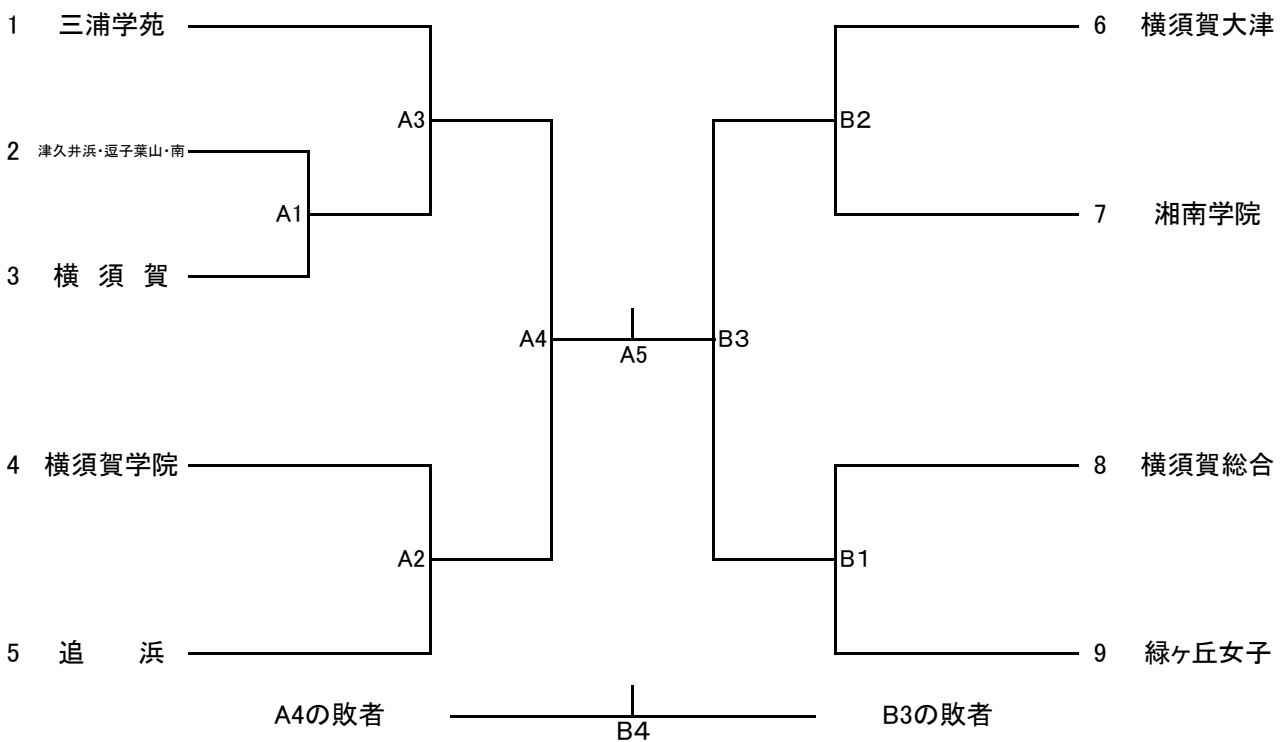 1 三浦学苑
6 横須賀大津
A3
B2
2 津久井浜・逗子葉山・南
A1
7 湘南学院
3 横 須 賀
A4
B3
A5
4 横須賀学院
8 横須賀総合
A2
B1
5 追 浜
9 緑ヶ丘女子
A4の敗者
B3の敗者
B4